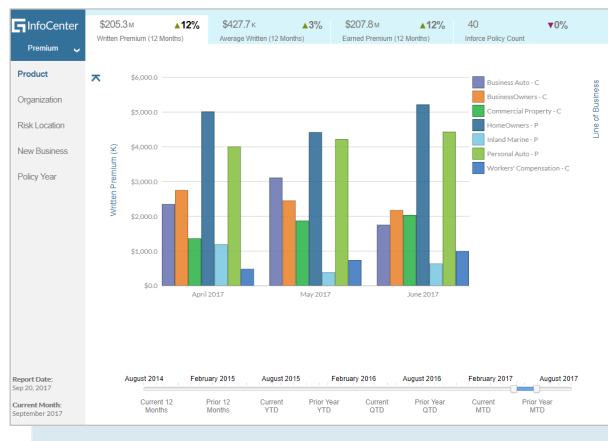 InfoCenter
Premium
$205.3M ▲12%
Written Premium (12 Months)
$427.7K ▲3%
Average Written (12 Months)
$207.8M ▲12%
Earned Premium (12 Months)
40 ▼0%
Inforce Policy Count
Product
Organization
Risk Location
New Business
Policy Year
Written Premium (K)
$6,000.0
$5,000.0
$4,000.0
$3,000.0
$2,000.0
$1,000.0
$0.0
April 2017 May 2017 June 2017
Business Auto - C
BusinessOwners - C
Commercial Property - C
HomeOwners - P
Inland Marine - P
Personal Auto - P
Workers' Compensation - C
Line of Business
Report Date:
Sep 20, 2017
Current Month:
September 2017
August 2014 February 2015 August 2015 February 2016 August 2016 February 2017 August 2017
Current 12 Prior 12 Current Prior Year Current Prior Year Current Prior Year
Months Months YTD YTD QTD QTD MTD MTD